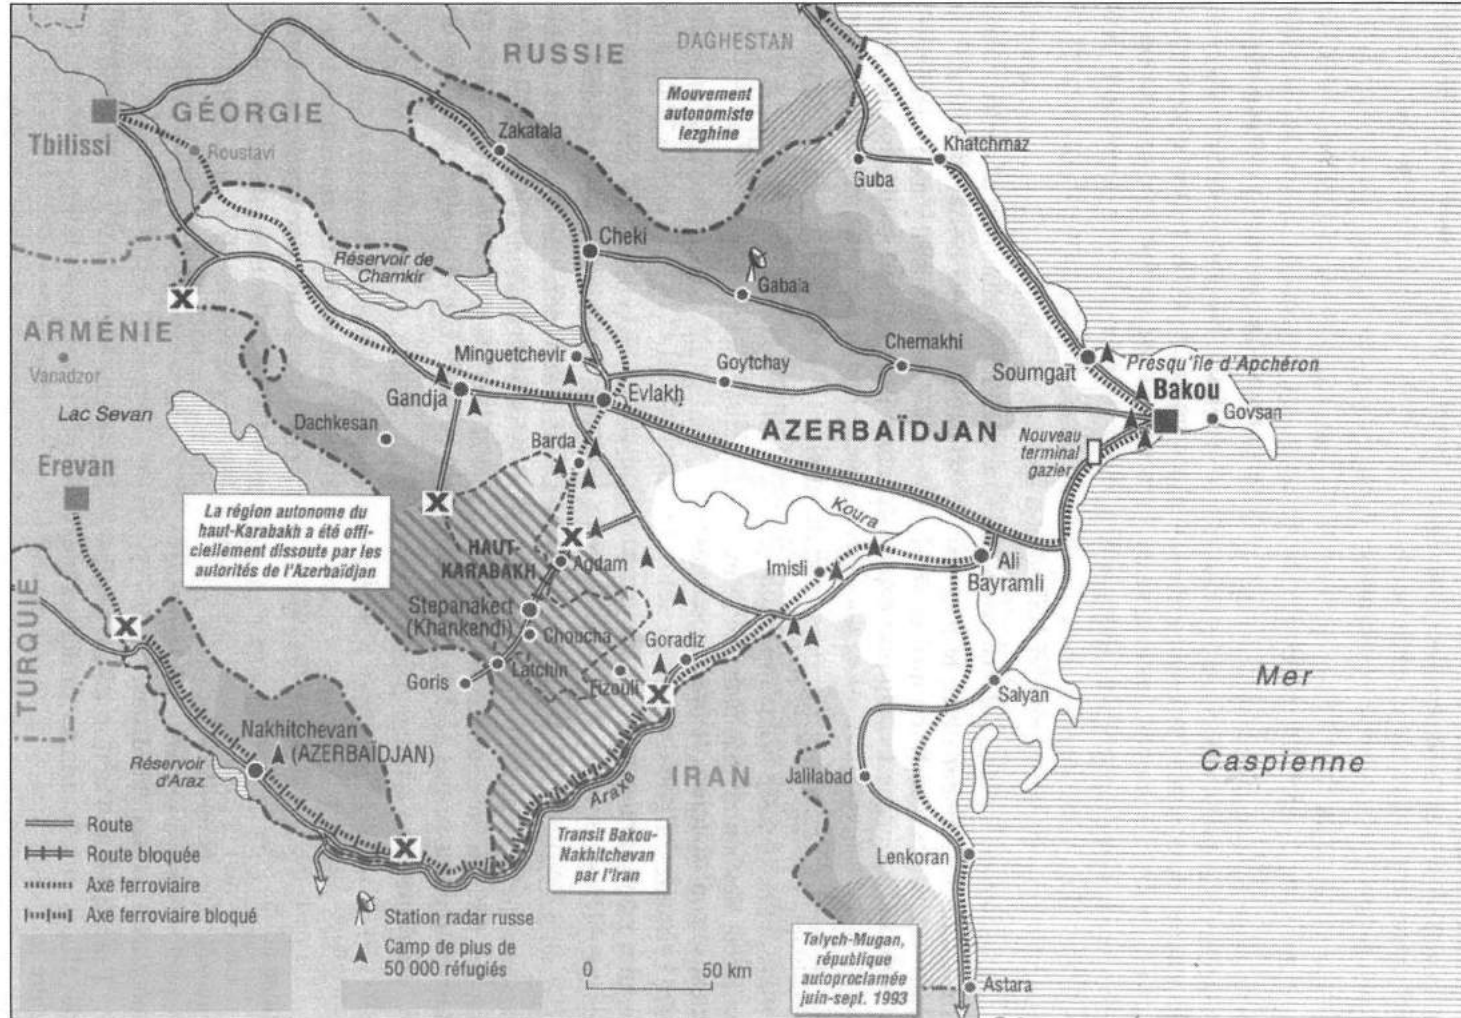 RUSSIE
DAGHESTAN
Mouvement
autonomiste
lezghine
GÉORGIE
Tbilissi
Roustavi
Zakatala
Khatchmaz
Guba
Cheki
Réservoir de
Chamkir
Gabala
ARMÉNIE
Vanadzor
Minguetchevir
Goytchay
Chemakhi
Soumgaït
Presqu'île d'Apchéron
Bakou
Govsan
Lac Sevan
Gandja
Evlakh
Dachkesan
AZERBAÏDJAN
Nouveau
terminal
gazier
Barda
Erevan
La région autonome du
haut-Karabakh a été offi-
ciellement dissoute par les
autorités de l'Azerbaïdjan
Koura
HAUT-
KARABAKH
Agdam
Imisli
Ali
Bayramli
Stepanakert
(Khankendi)
Choucha
Goradiz
TURQUIE
Goris
Latchin
Fizouli
Salyan
Mer
Caspienne
Nakhitchevan
(AZERBAÏDJAN)
Réservoir
d'Araz
IRAN
Araxe
Jalilabad
Transit Bakou-
Nakhitchevan
par l'Iran
Lenkoran
Route
Route bloquée
Axe ferroviaire
Axe ferroviaire bloqué
Station radar russe
Camp de plus de
50 000 réfugiés
0 50 km
Talych-Mugan,
république
autoproclamée
juin-sept. 1993
Astara